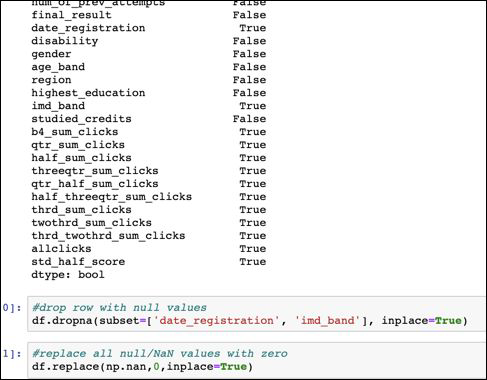 num_of_prev_attempts False
final_result False
date_registration True
disability False
gender False
age_band False
region False
highest_education False
imd_band True
studied_credits False
b4_sum_clicks True
qtr_sum_clicks True
half_sum_clicks True
threeqtr_sum_clicks True
qtr_half_sum_clicks True
half_threeqtr_sum_clicks True
thrd_sum_clicks True
twothrd_sum_clicks True
thrd_twothrd_sum_clicks True
allclicks True
std_half_score True
dtype: bool
0]: #drop row with null values
df.dropna(subset=['date_registration', 'imd_band'], inplace=True)
1]: #replace all null/NaN values with zero
df.replace(np.nan,0,inplace=True)